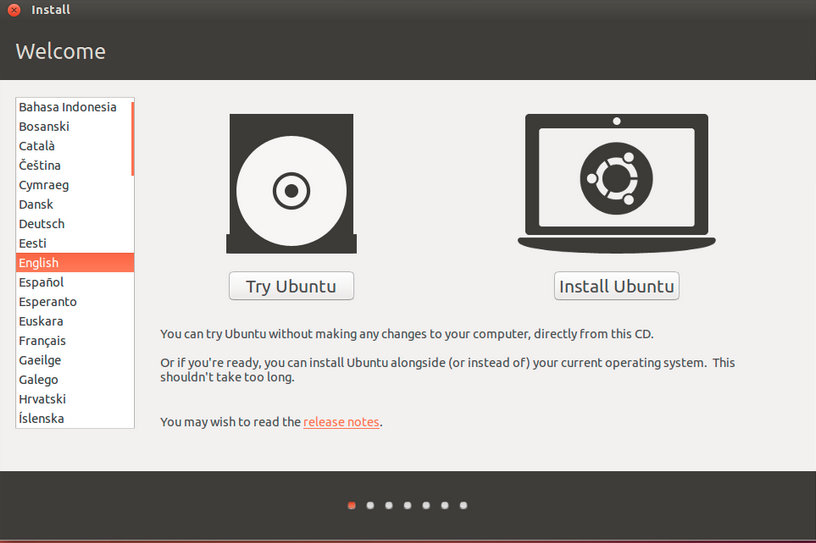 Install
Welcome
Bahasa Indonesia
Bosanski
Català
Čeština
Cymraeg
Dansk
Deutsch
Eesti
English
Español
Esperanto
Euskara
Français
Gaeilge
Galego
Hrvatski
Íslenska
Try Ubuntu
Install Ubuntu
You can try Ubuntu without making any changes to your computer, directly from this CD.
Or if you're ready, you can install Ubuntu alongside (or instead of) your current operating system.  This
shouldn't take too long.
You may wish to read the release notes.